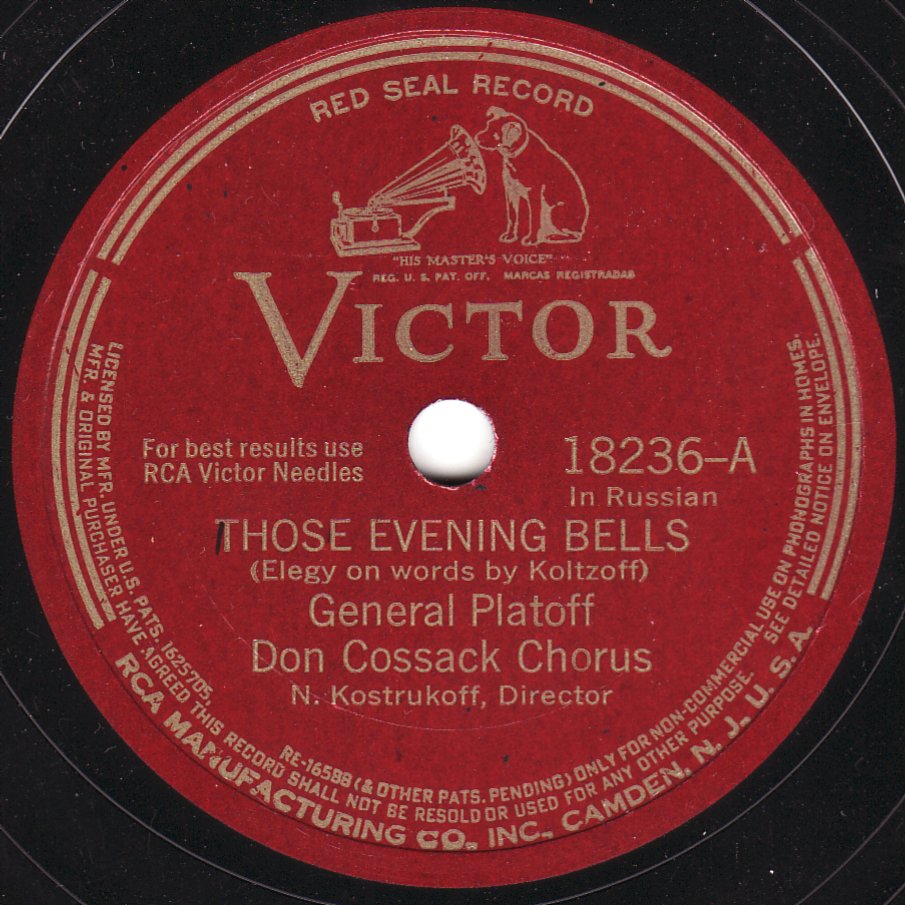 RED SEAL RECORD
"HIS MASTER'S VOICE"
REG. U. S. PAT. OFF. MARCAS REGISTRADAS
VICTOR
For best results use
RCA Victor Needles
18236–A
In Russian
THOSE EVENING BELLS
(Elegy on words by Koltzoff)
General Platoff
Don Cossack Chorus
N. Kostrukoff, Director
LICENSED BY MFR. UNDER U.S. PATS. 1625705, RE-16588 (& OTHER PATS. PENDING) ONLY FOR NON-COMMERCIAL USE ON PHONOGRAPHS IN HOMES.
MFR. & ORIGINAL PURCHASER HAVE AGREED THIS RECORD SHALL NOT BE RESOLD OR USED FOR ANY OTHER PURPOSE. SEE DETAILED NOTICE ON ENVELOPE.
RCA MANUFACTURING CO., INC., CAMDEN, N. J., U. S. A.